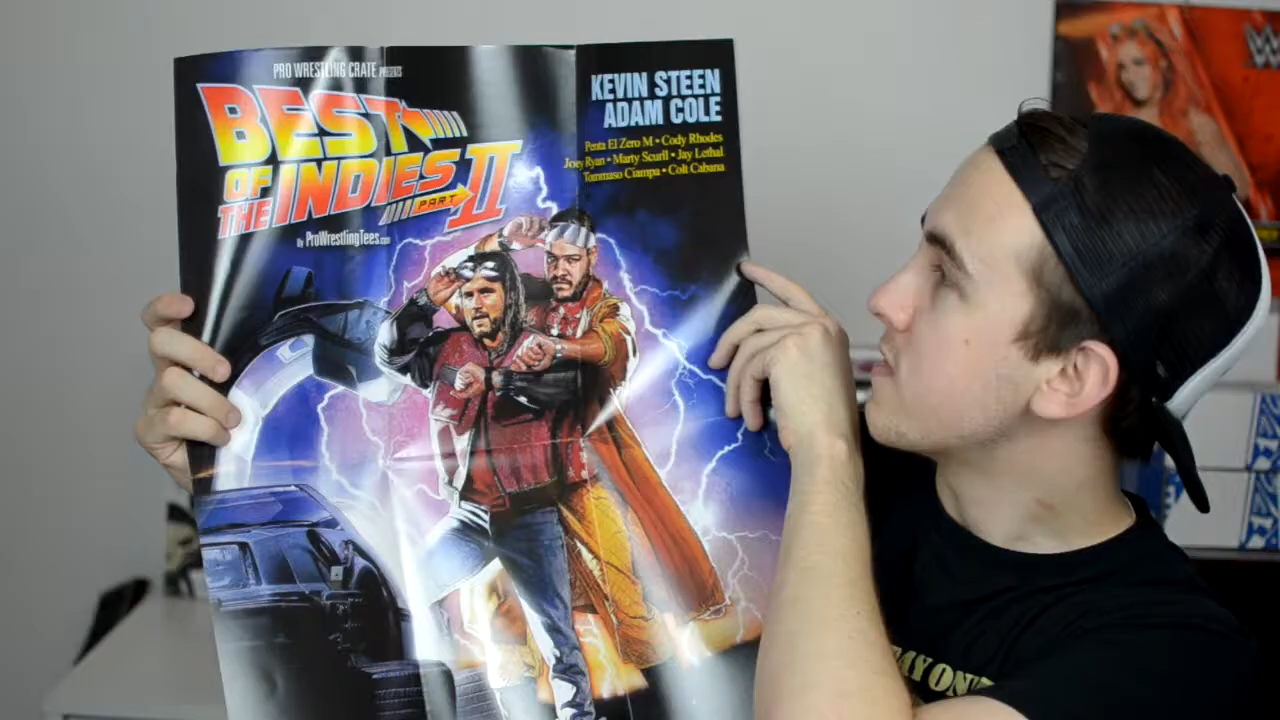 PRO WRESTLING CRATE PRESENTS
BEST
OF
THE INDIES
PART II
By ProWrestlingTees.com
KEVIN STEEN
ADAM COLE
Penta El Zero M • Cody Rhodes
Joey Ryan • Marty Scurll • Jay Lethal
Tommaso Ciampa • Colt Cabana
W